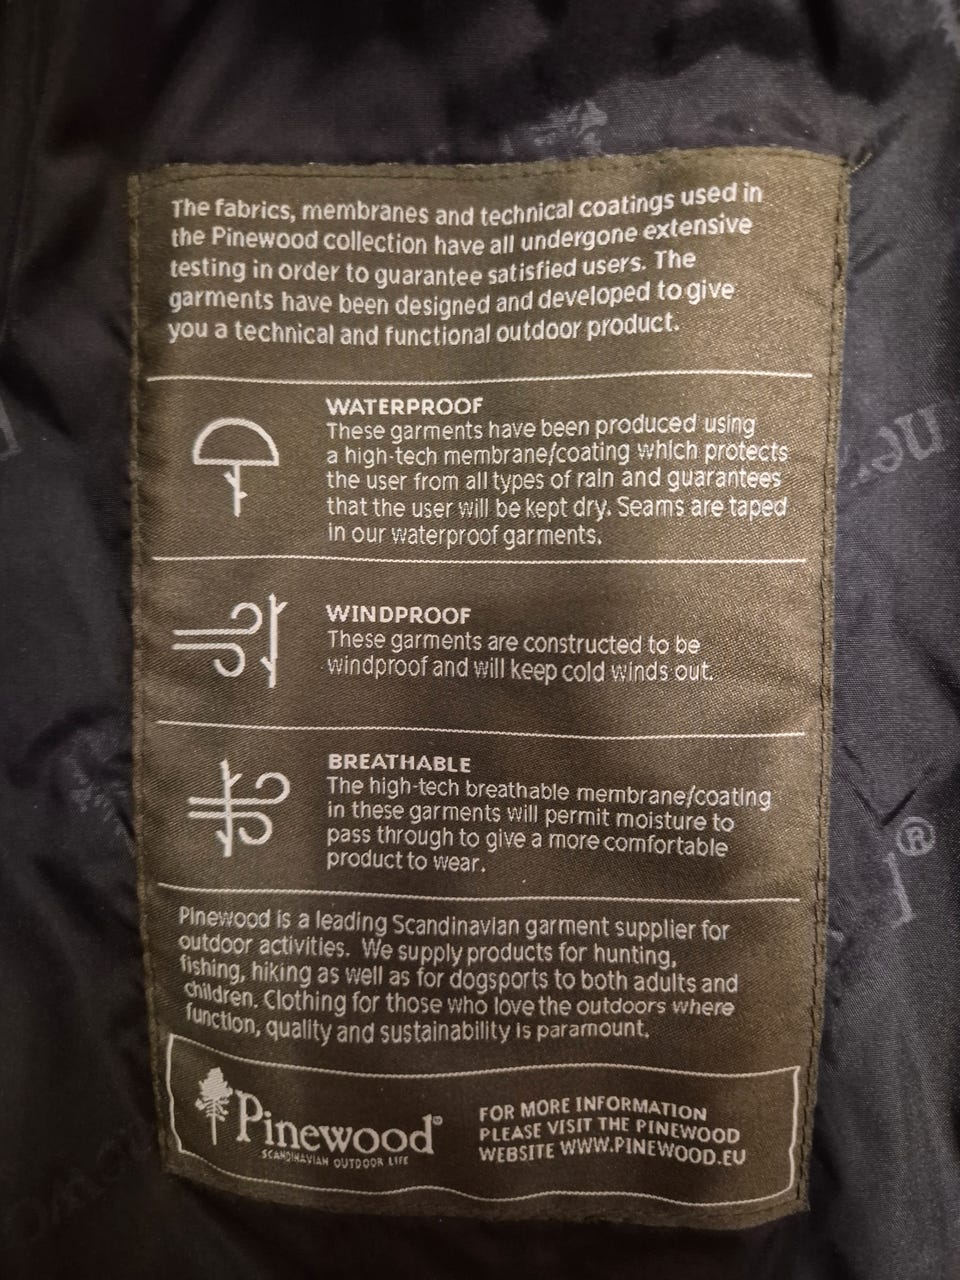 The fabrics, membranes and technical coatings used in
the Pinewood collection have all undergone extensive
testing in order to guarantee satisfied users. The
garments have been designed and developed to give
you a technical and functional outdoor product.
WATERPROOF
These garments have been produced using
a high-tech membrane/coating which protects
the user from all types of rain and guarantees
that the user will be kept dry. Seams are taped
in our waterproof garments.
WINDPROOF
These garments are constructed to be
windproof and will keep cold winds out.
BREATHABLE
The high-tech breathable membrane/coating
in these garments will permit moisture to
pass through to give a more comfortable
product to wear.
Pinewood is a leading Scandinavian garment supplier for
outdoor activities. We supply products for hunting,
fishing, hiking as well as for dogsports to both adults and
children. Clothing for those who love the outdoors where
function, quality and sustainability is paramount.
Pinewood®
SCANDINAVIAN OUTDOOR LIFE
FOR MORE INFORMATION
PLEASE VISIT THE PINEWOOD
WEBSITE WWW.PINEWOOD.EU